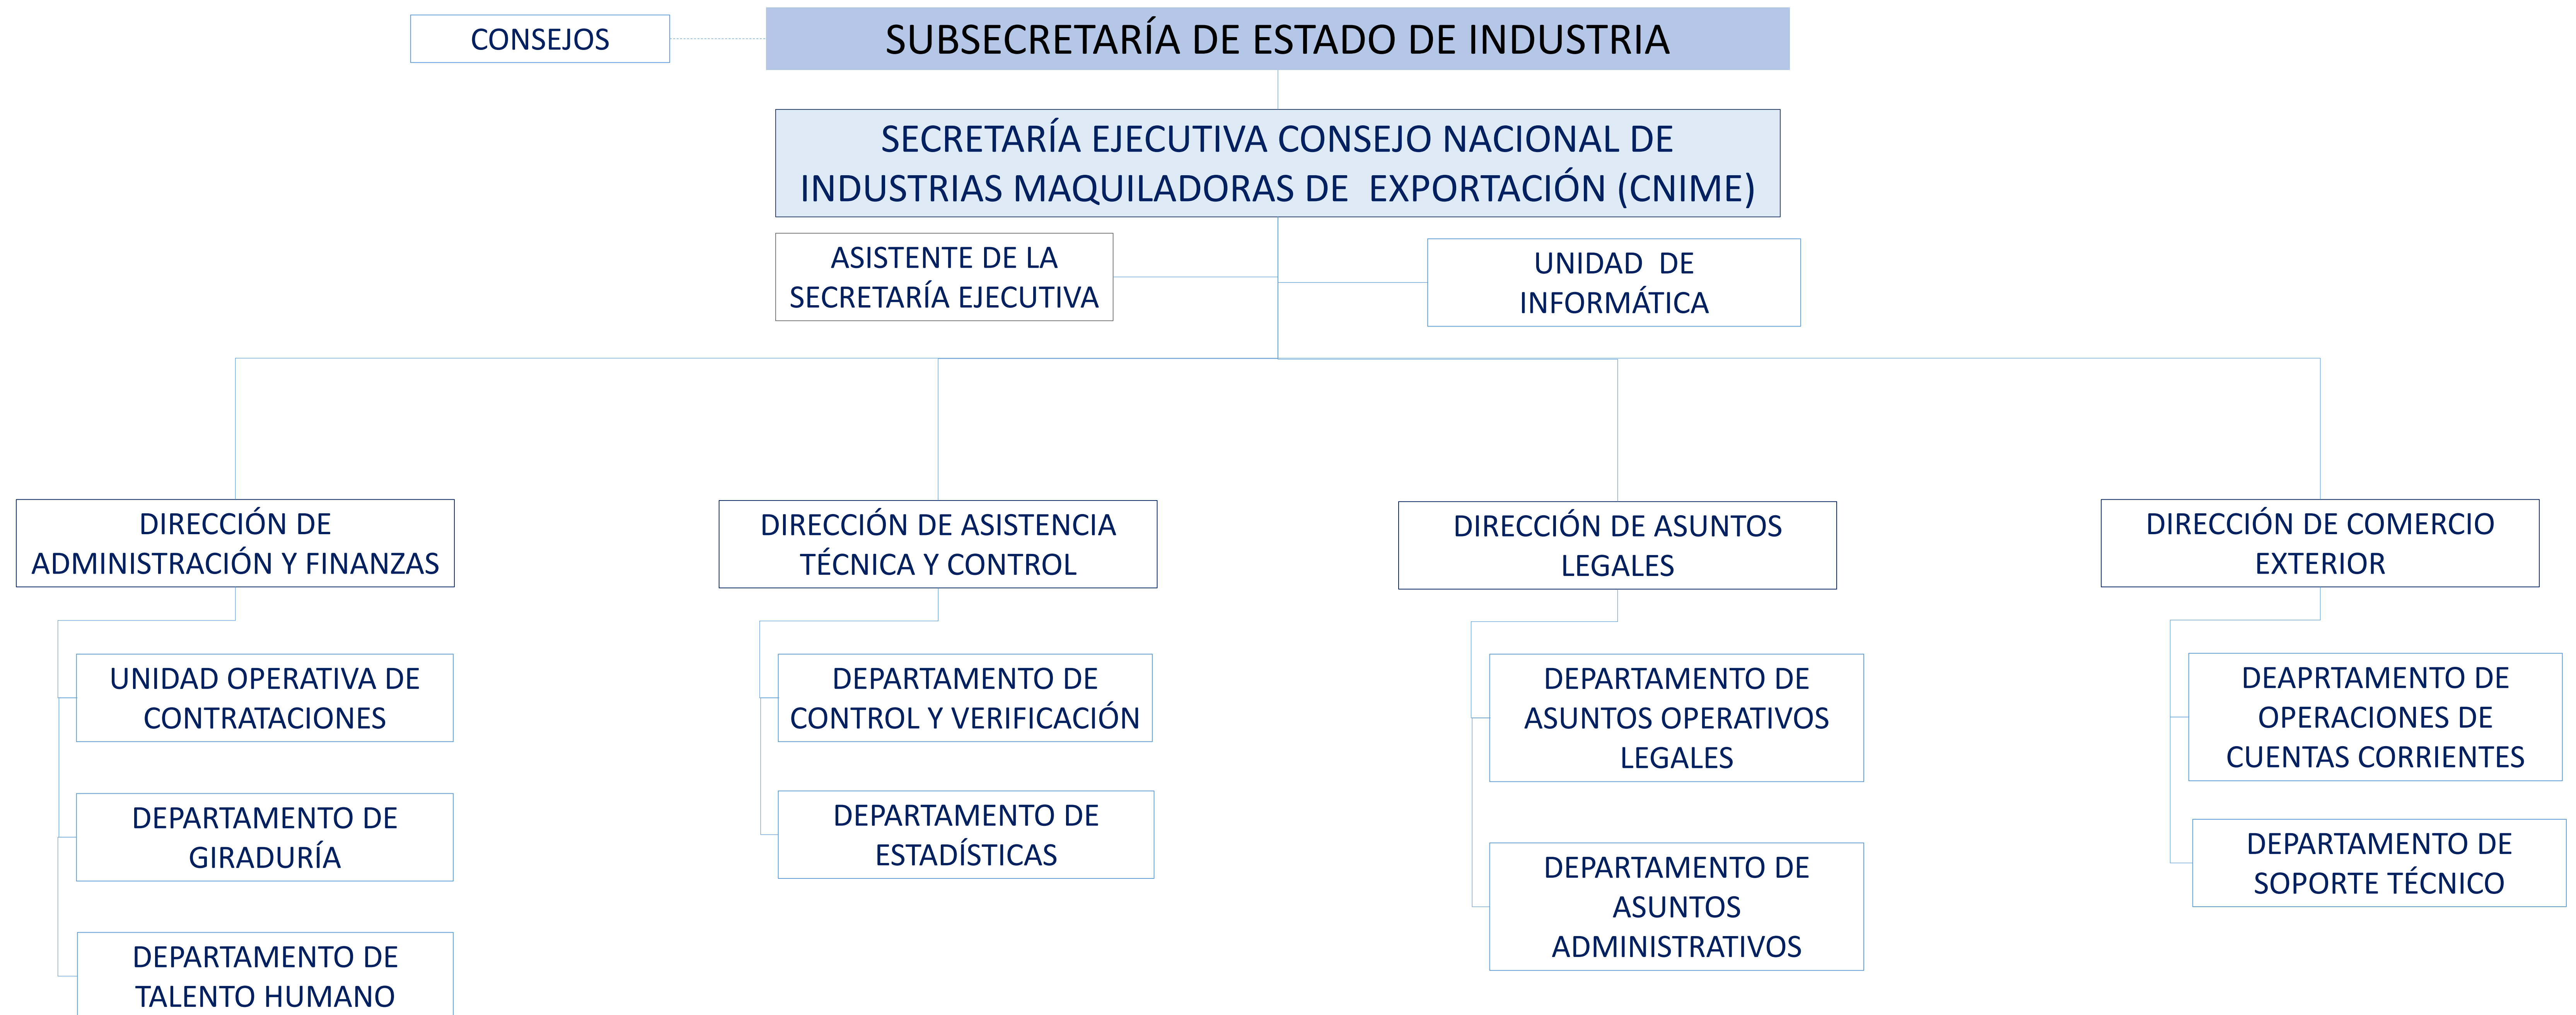 CONSEJOS
SUBSECRETARÍA DE ESTADO DE INDUSTRIA
SECRETARÍA EJECUTIVA CONSEJO NACIONAL DE
INDUSTRIAS MAQUILADORAS DE  EXPORTACIÓN (CNIME)
ASISTENTE DE LA
SECRETARÍA EJECUTIVA
UNIDAD  DE
INFORMÁTICA
DIRECCIÓN DE
ADMINISTRACIÓN Y FINANZAS
UNIDAD OPERATIVA DE
CONTRATACIONES
DEPARTAMENTO DE
GIRADURÍA
DEPARTAMENTO DE
TALENTO HUMANO
DIRECCIÓN DE ASISTENCIA
TÉCNICA Y CONTROL
DEPARTAMENTO DE
CONTROL Y VERIFICACIÓN
DEPARTAMENTO DE
ESTADÍSTICAS
DIRECCIÓN DE ASUNTOS
LEGALES
DEPARTAMENTO DE
ASUNTOS OPERATIVOS
LEGALES
DEPARTAMENTO DE
ASUNTOS
ADMINISTRATIVOS
DIRECCIÓN DE COMERCIO
EXTERIOR
DEAPRTAMENTO DE
OPERACIONES DE
CUENTAS CORRIENTES
DEPARTAMENTO DE
SOPORTE TÉCNICO